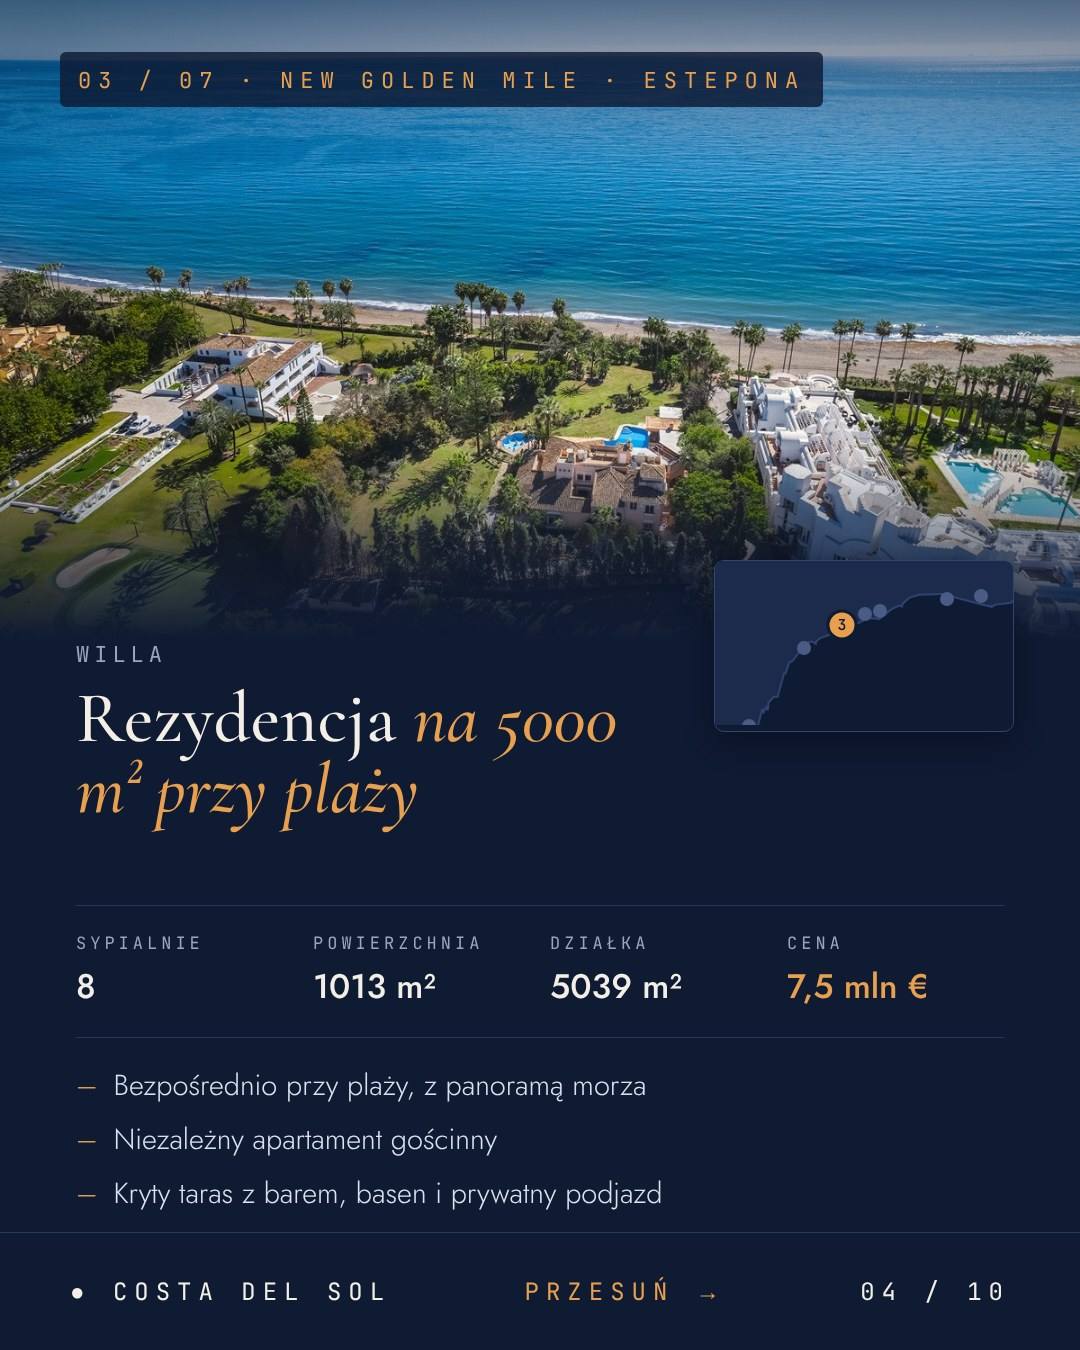 03 / 07 · NEW GOLDEN MILE · ESTEPONA
3
WILLA
Rezydencja na 5000
m² przy plaży
SYPIALNIE POWIERZCHNIA DZIAŁKA CENA
8 1013 m² 5039 m² 7,5 mln €
— Bezpośrednio przy plaży, z panoramą morza
— Niezależny apartament gościnny
— Kryty taras z barem, basen i prywatny podjazd
• COSTA DEL SOL PRZESUŃ → 04 / 10